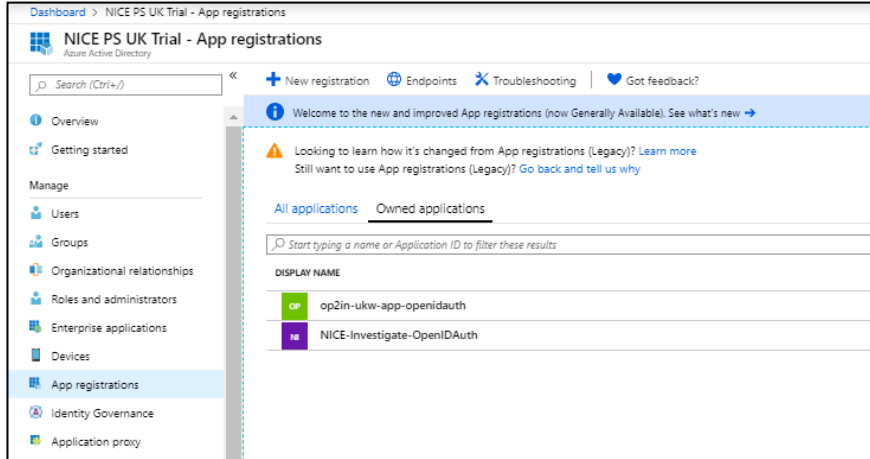 Dashboard > NICE PS UK Trial - App registrations
NICE PS UK Trial - App registrations
Azure Active Directory
Search (Ctrl+/)
«
Overview
Getting started
Manage
Users
Groups
Organizational relationships
Roles and administrators
Enterprise applications
Devices
App registrations
Identity Governance
Application proxy
New registration Endpoints Troubleshooting Got feedback?
Welcome to the new and improved App registrations (now Generally Available). See what's new →
Looking to learn how it's changed from App registrations (Legacy)? Learn more
Still want to use App registrations (Legacy)? Go back and tell us why
All applications Owned applications
Start typing a name or Application ID to filter these results
DISPLAY NAME
OP op2in-ukw-app-openidauth
NI NICE-Investigate-OpenIDAuth